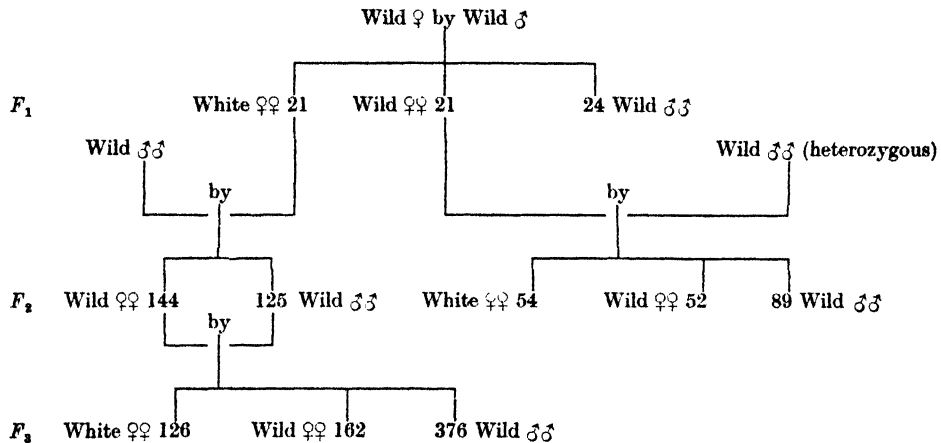 Wild ♀ by Wild ♂
F₁ White ♀♀ 21 Wild ♀♀ 21 24 Wild ♂♂
Wild ♂♂ Wild ♂♂ (heterozygous)
by by
F₂ Wild ♀♀ 144 125 Wild ♂♂ White ♀♀ 54 Wild ♀♀ 52 89 Wild ♂♂
by
F₃ White ♀♀ 126 Wild ♀♀ 162 376 Wild ♂♂